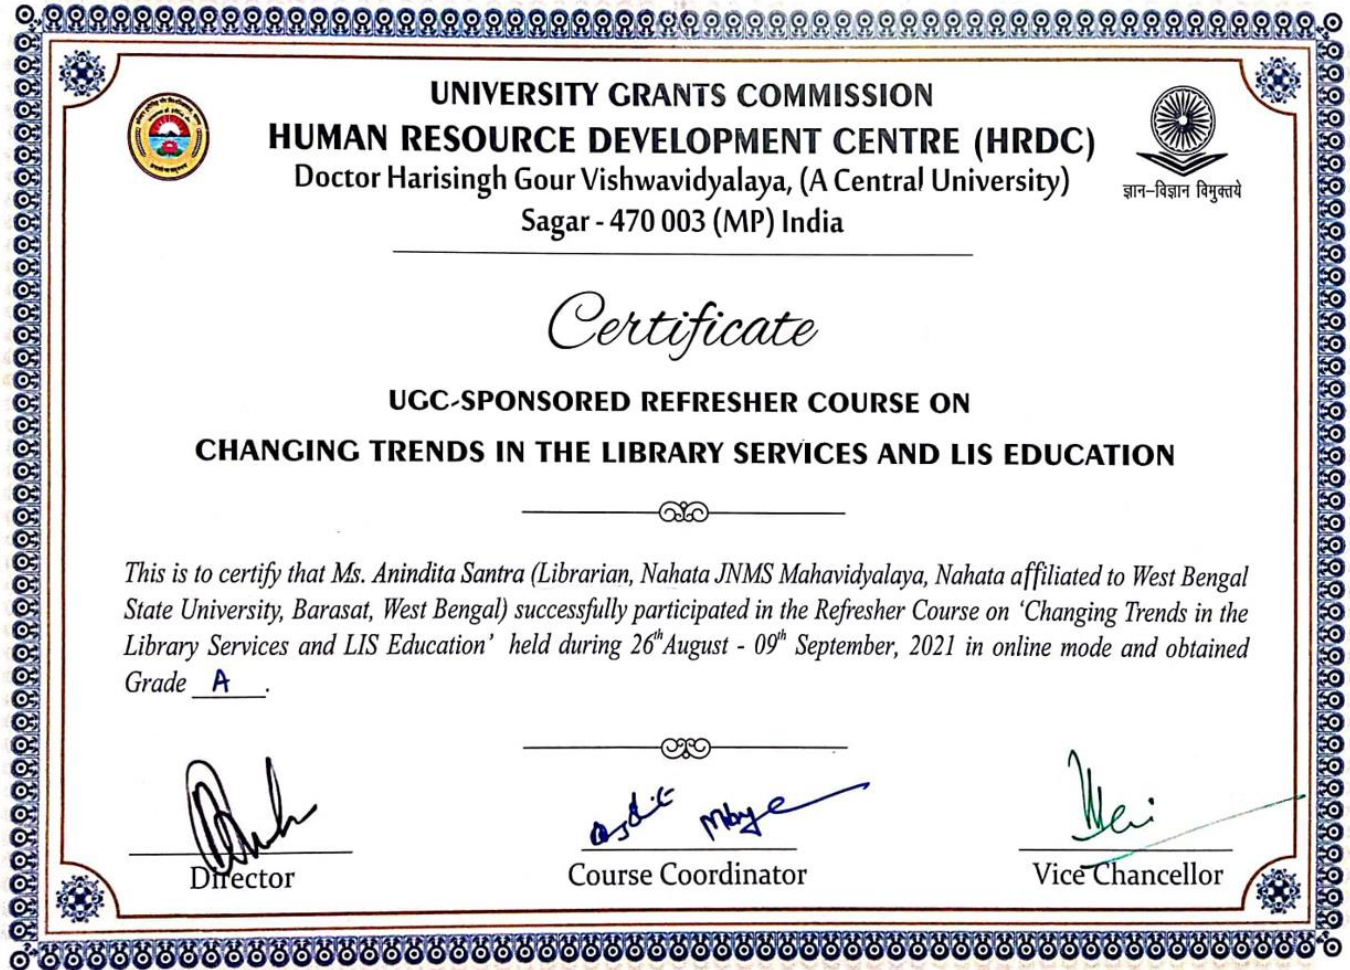 UNIVERSITY GRANTS COMMISSION
HUMAN RESOURCE DEVELOPMENT CENTRE (HRDC)
Doctor Harisingh Gour Vishwavidyalaya, (A Central University)
Sagar - 470 003 (MP) India
ज्ञान-विज्ञान विमुक्तये
Certificate
UGC-SPONSORED REFRESHER COURSE ON
CHANGING TRENDS IN THE LIBRARY SERVICES AND LIS EDUCATION
This is to certify that Ms. Anindita Santra (Librarian, Nahata JNMS Mahavidyalaya, Nahata affiliated to West Bengal
State University, Barasat, West Bengal) successfully participated in the Refresher Course on 'Changing Trends in the
Library Services and LIS Education' held during 26th August - 09th September, 2021 in online mode and obtained
Grade A.
Director
Course Coordinator
Vice Chancellor